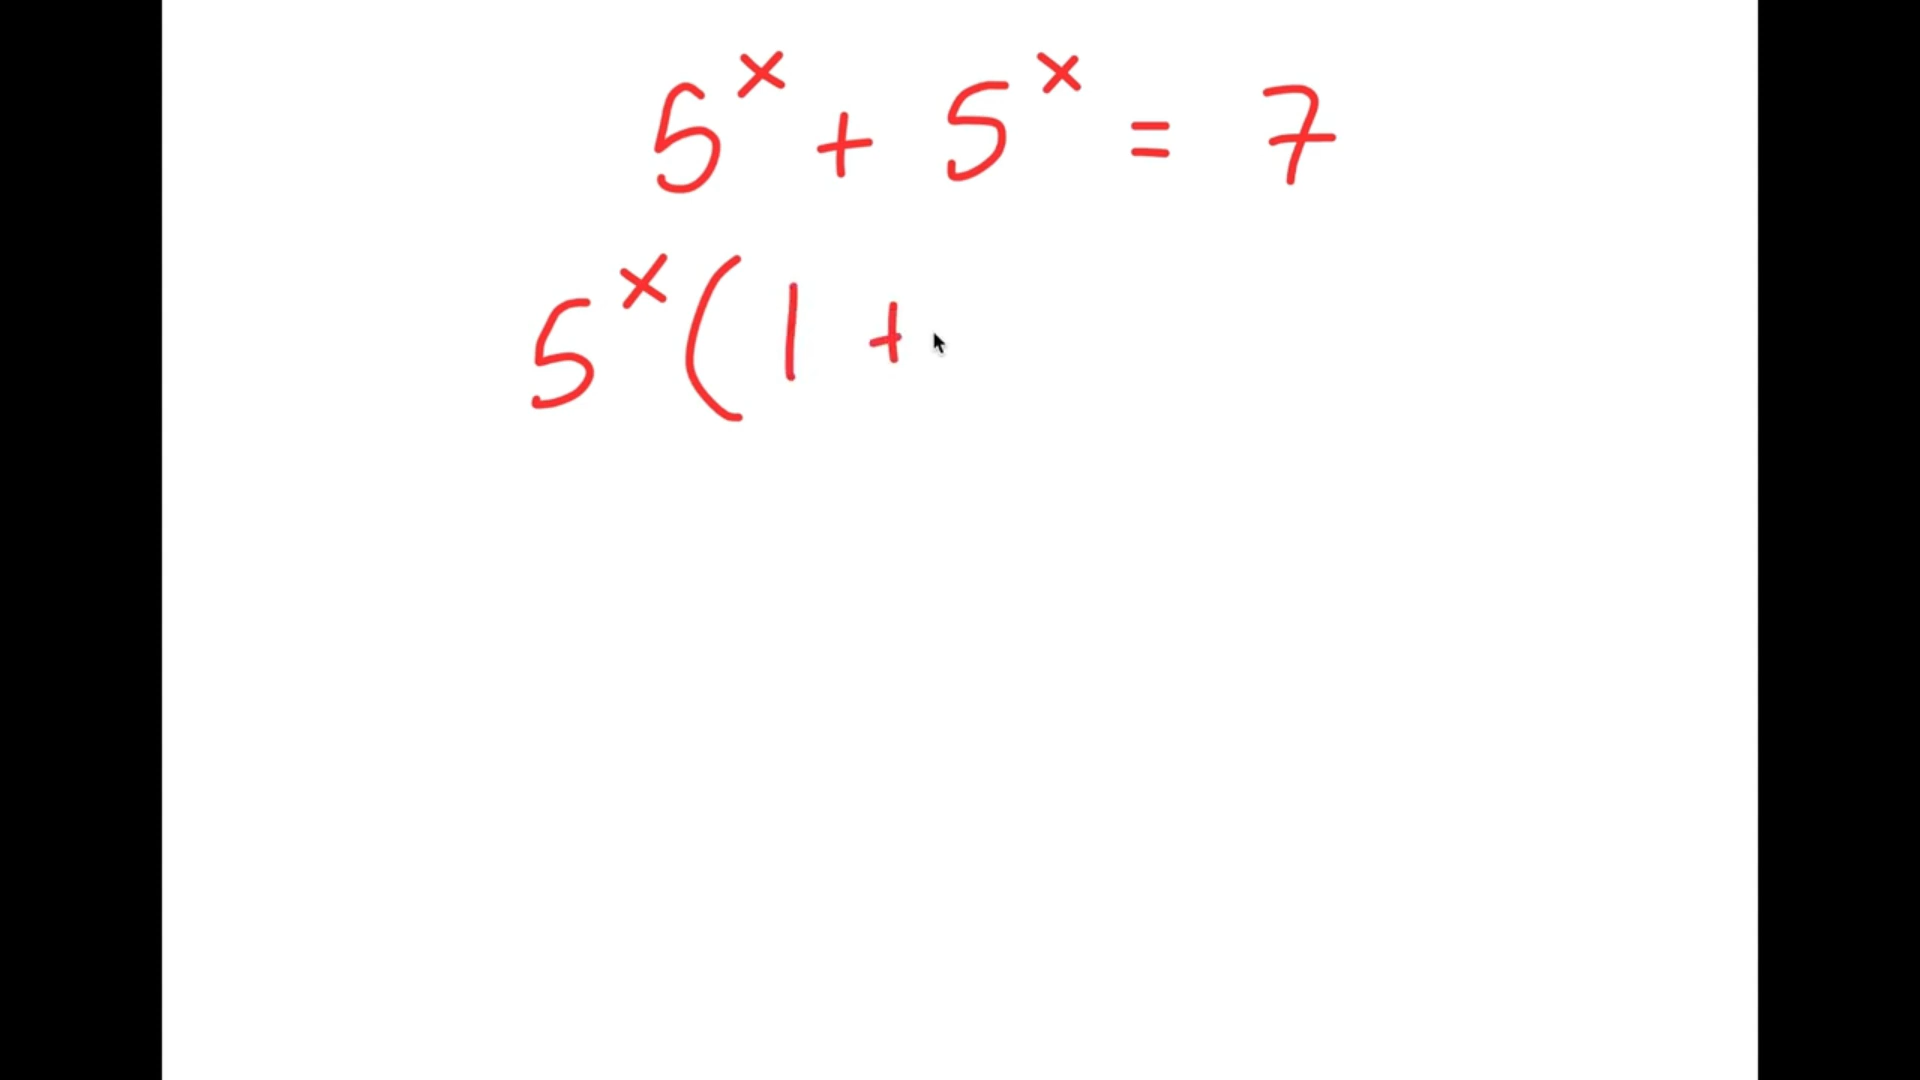 5^x + 5^x = 7
5^x ( 1 +